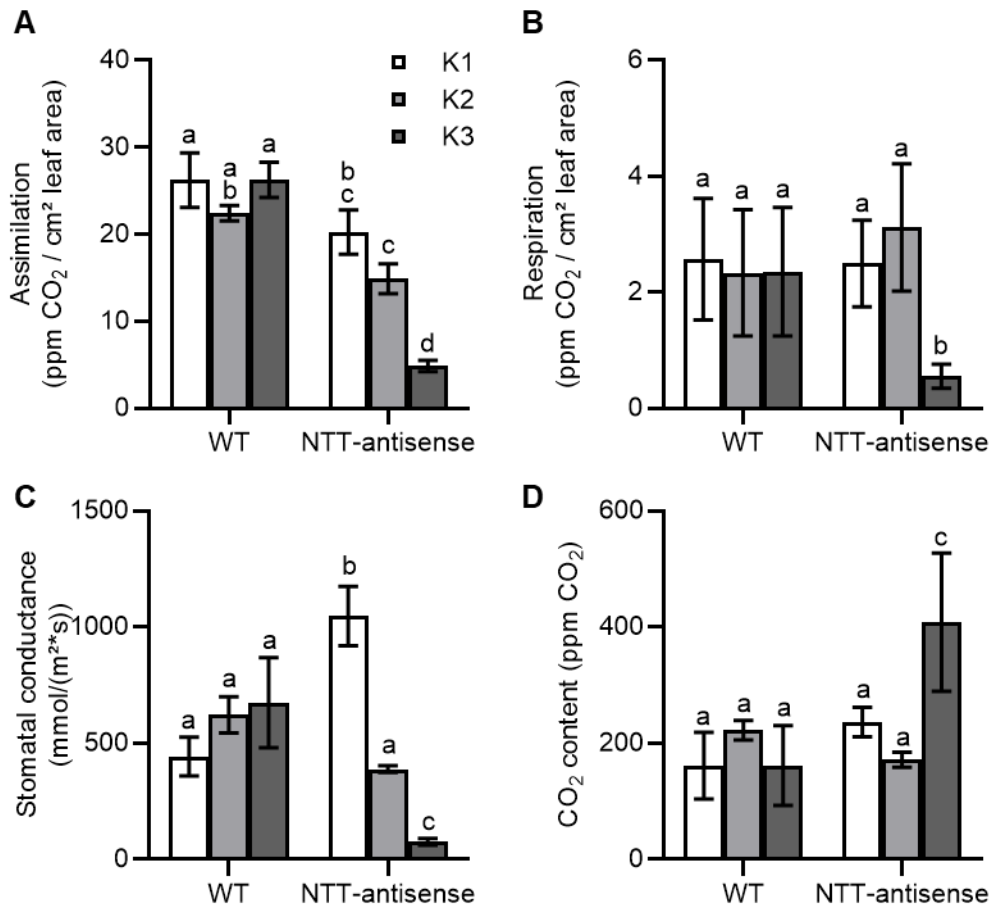 A
Assimilation
(ppm CO₂ / cm² leaf area)
40
30
20
10
0
K1
K2
K3
a
a
b
a
b
c
c
d
WT
NTT-antisense
B
Respiration
(ppm CO₂ / cm² leaf area)
6
4
2
0
a
a
a
a
a
b
WT
NTT-antisense
C
Stomatal conductance
(mmol/(m²*s))
1500
1000
500
0
a
a
a
b
a
c
WT
NTT-antisense
D
CO₂ content (ppm CO₂)
600
400
200
0
a
a
a
a
a
c
WT
NTT-antisense